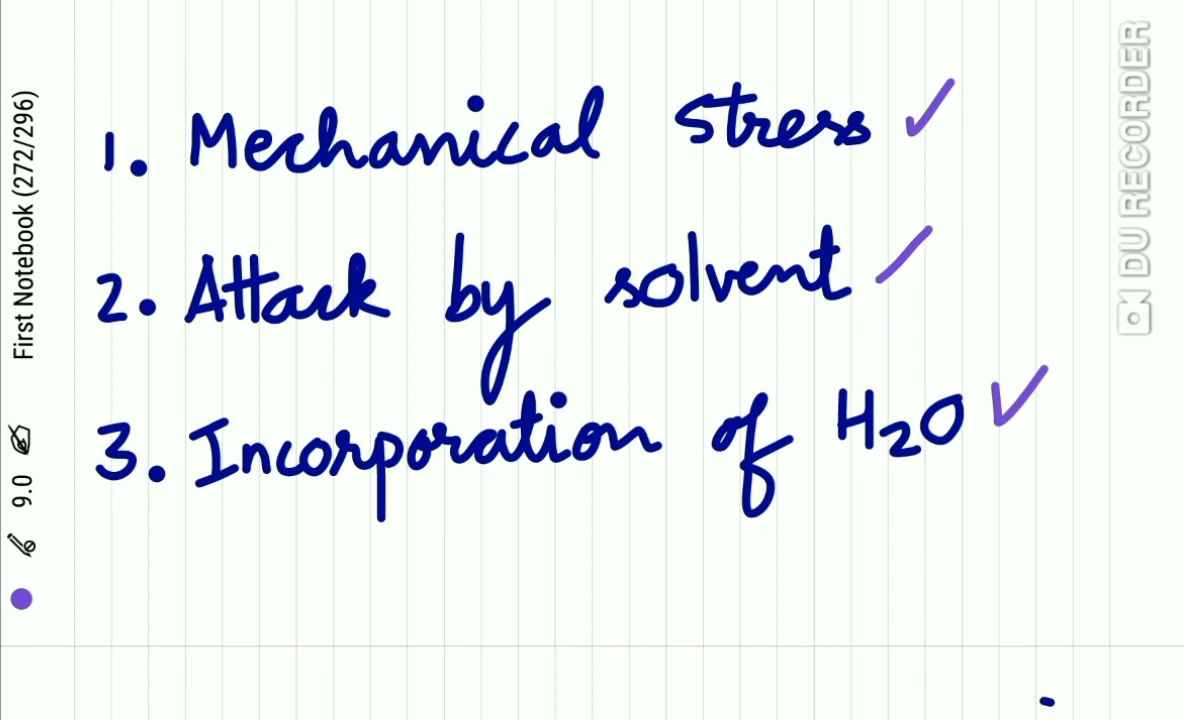 1. Mechanical stress ✓
2. Attack by solvent
3. Incorporation of H₂O ✓
First Notebook (272/296)
9.0
DU RECORDER